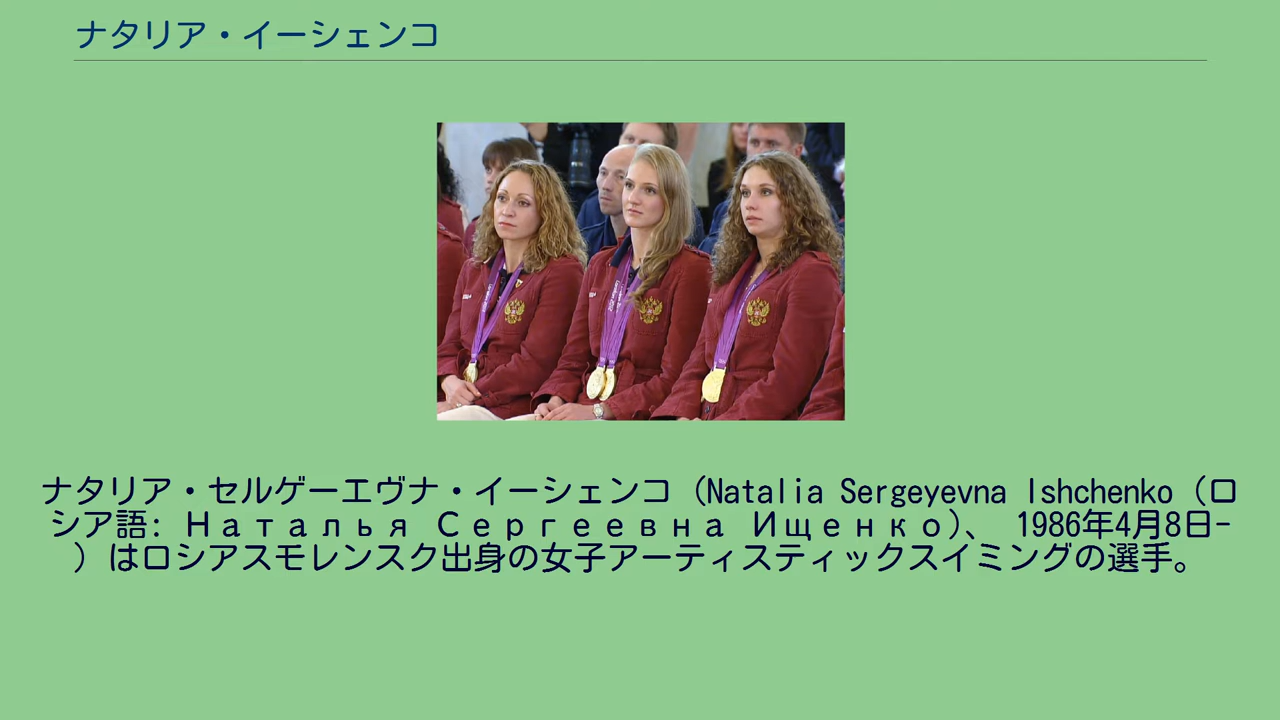 ナタリア・イーシェンコ
ナタリア・セルゲーエヴナ・イーシェンコ（Natalia Sergeyevna Ishchenko（ロ
シア語: Наталья Сергеевна Ищенко)、 1986年4月8日-
）はロシアスモレンスク出身の女子アーティスティックスイミングの選手。